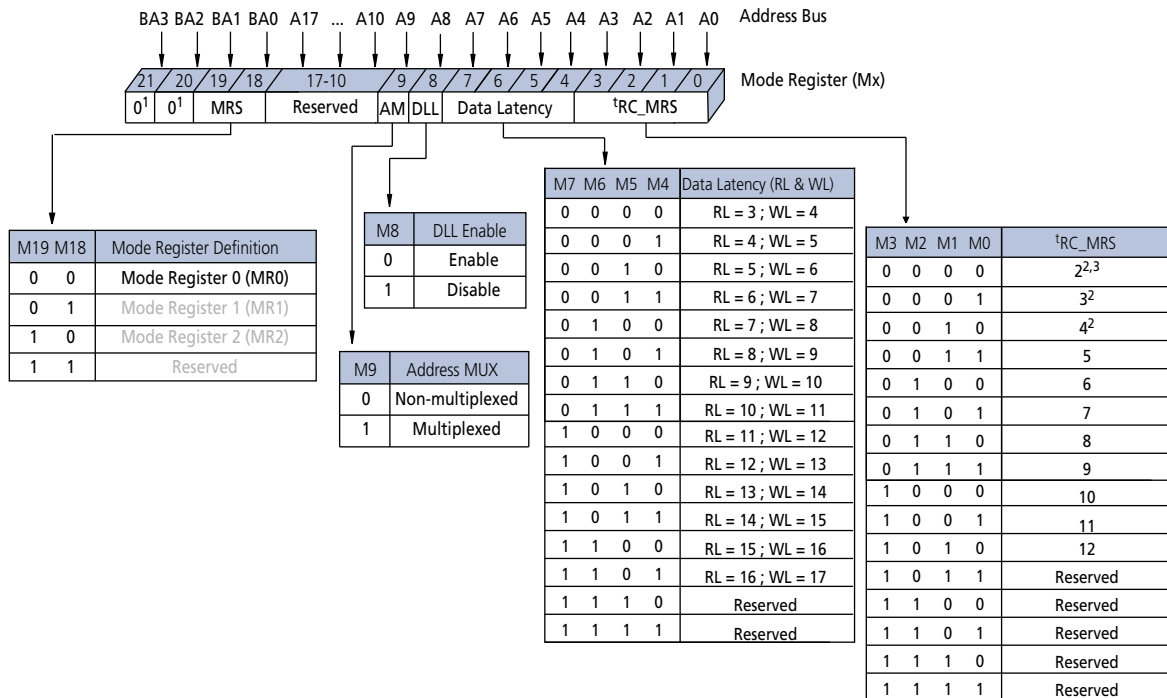 BA3 BA2 BA1 BA0 A17 ... A10 A9 A8 A7 A6 A5 A4 A3 A2 A1 A0 Address Bus
21 20 19 18 17-10 9 8 7 6 5 4 3 2 1 0 Mode Register (Mx)
0¹ 0¹ MRS Reserved AM DLL Data Latency ᵗRC_MRS
M19 M18 Mode Register Definition
0 0 Mode Register 0 (MR0)
0 1 Mode Register 1 (MR1)
1 0 Mode Register 2 (MR2)
1 1 Reserved
M8 DLL Enable
0 Enable
1 Disable
M9 Address MUX
0 Non-multiplexed
1 Multiplexed
M7 M6 M5 M4 Data Latency (RL & WL)
0 0 0 0 RL = 3 ; WL = 4
0 0 0 1 RL = 4 ; WL = 5
0 0 1 0 RL = 5 ; WL = 6
0 0 1 1 RL = 6 ; WL = 7
0 1 0 0 RL = 7 ; WL = 8
0 1 0 1 RL = 8 ; WL = 9
0 1 1 0 RL = 9 ; WL = 10
0 1 1 1 RL = 10 ; WL = 11
1 0 0 0 RL = 11 ; WL = 12
1 0 0 1 RL = 12 ; WL = 13
1 0 1 0 RL = 13 ; WL = 14
1 0 1 1 RL = 14 ; WL = 15
1 1 0 0 RL = 15 ; WL = 16
1 1 0 1 RL = 16 ; WL = 17
1 1 1 0 Reserved
1 1 1 1 Reserved
M3 M2 M1 M0 ᵗRC_MRS
0 0 0 0 2²,³
0 0 0 1 3²
0 0 1 0 4²
0 0 1 1 5
0 1 0 0 6
0 1 0 1 7
0 1 1 0 8
0 1 1 1 9
1 0 0 0 10
1 0 0 1 11
1 0 1 0 12
1 0 1 1 Reserved
1 1 0 0 Reserved
1 1 0 1 Reserved
1 1 1 0 Reserved
1 1 1 1 Reserved